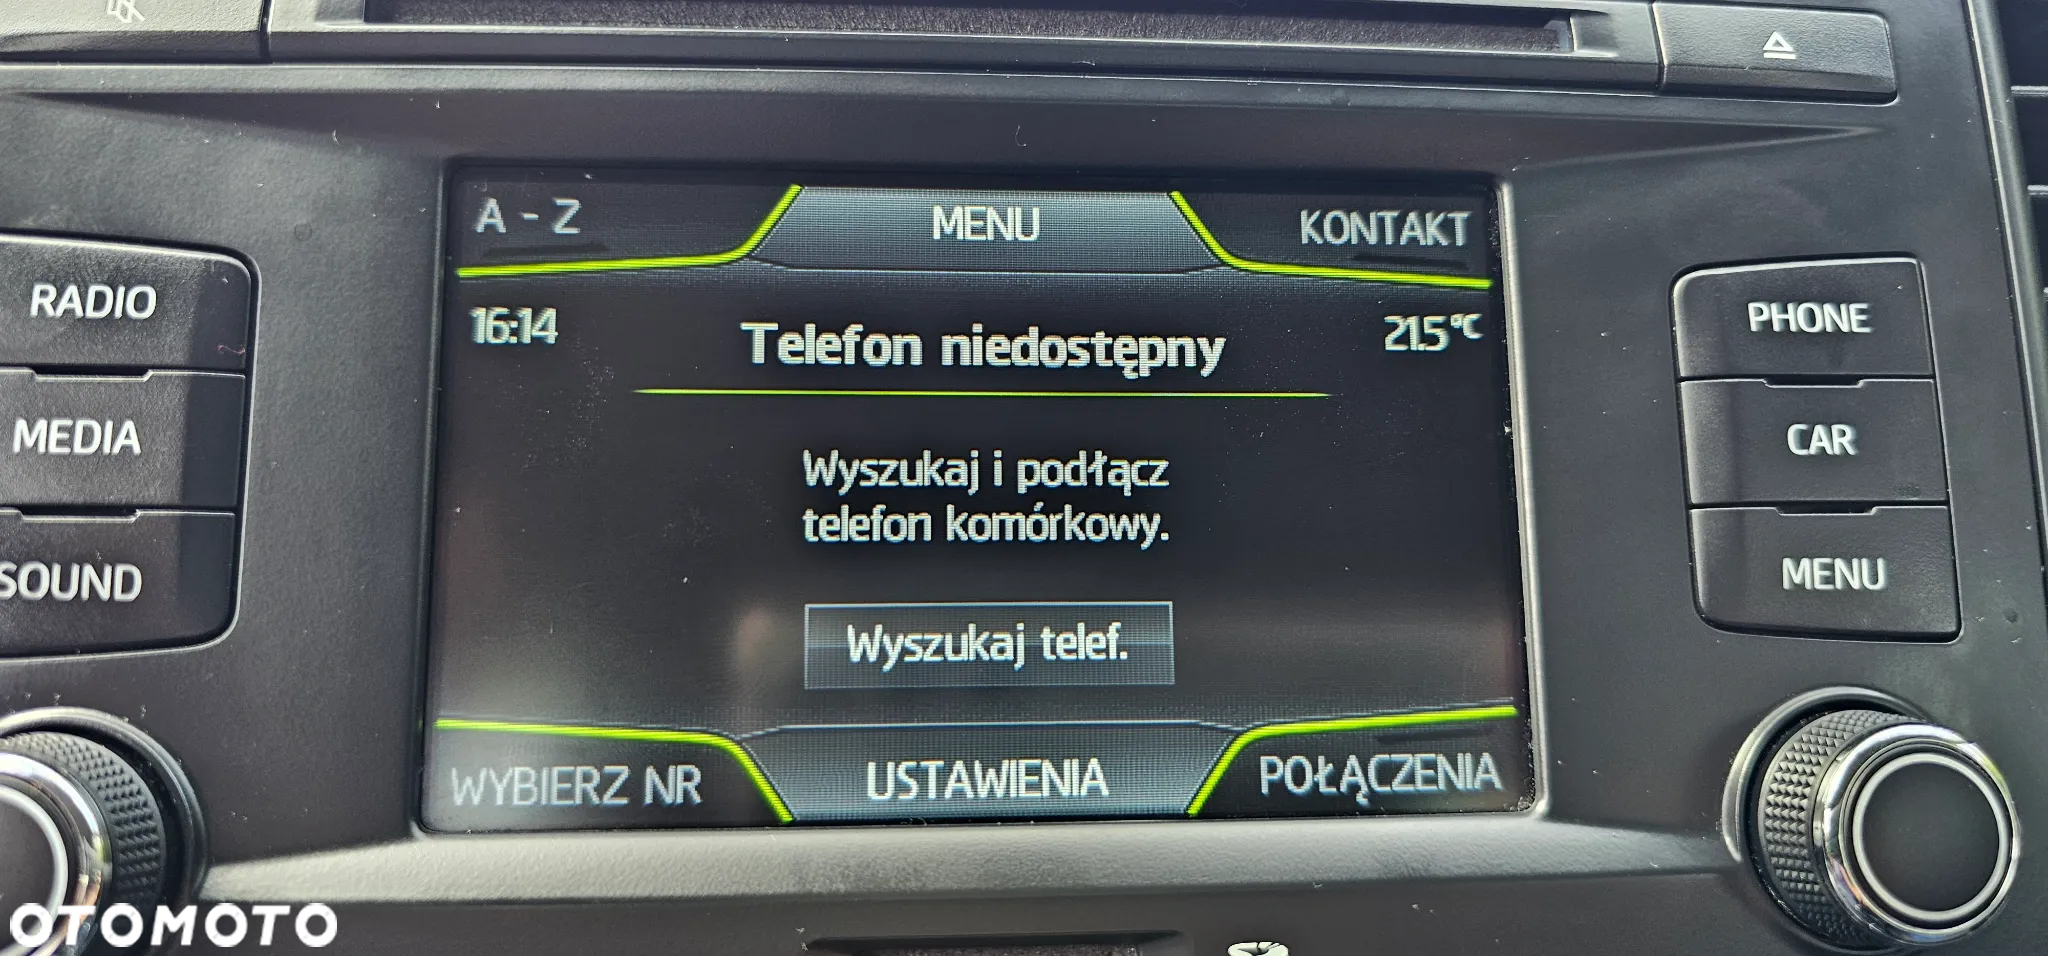 A - Z
MENU
KONTAKT
16:14
Telefon niedostępny
21.5°C
Wyszukaj i podłącz
telefon komórkowy.
Wyszukaj telef.
WYBIERZ NR
USTAWIENIA
POŁĄCZENIA
RADIO
MEDIA
SOUND
PHONE
CAR
MENU
OTOMOTO